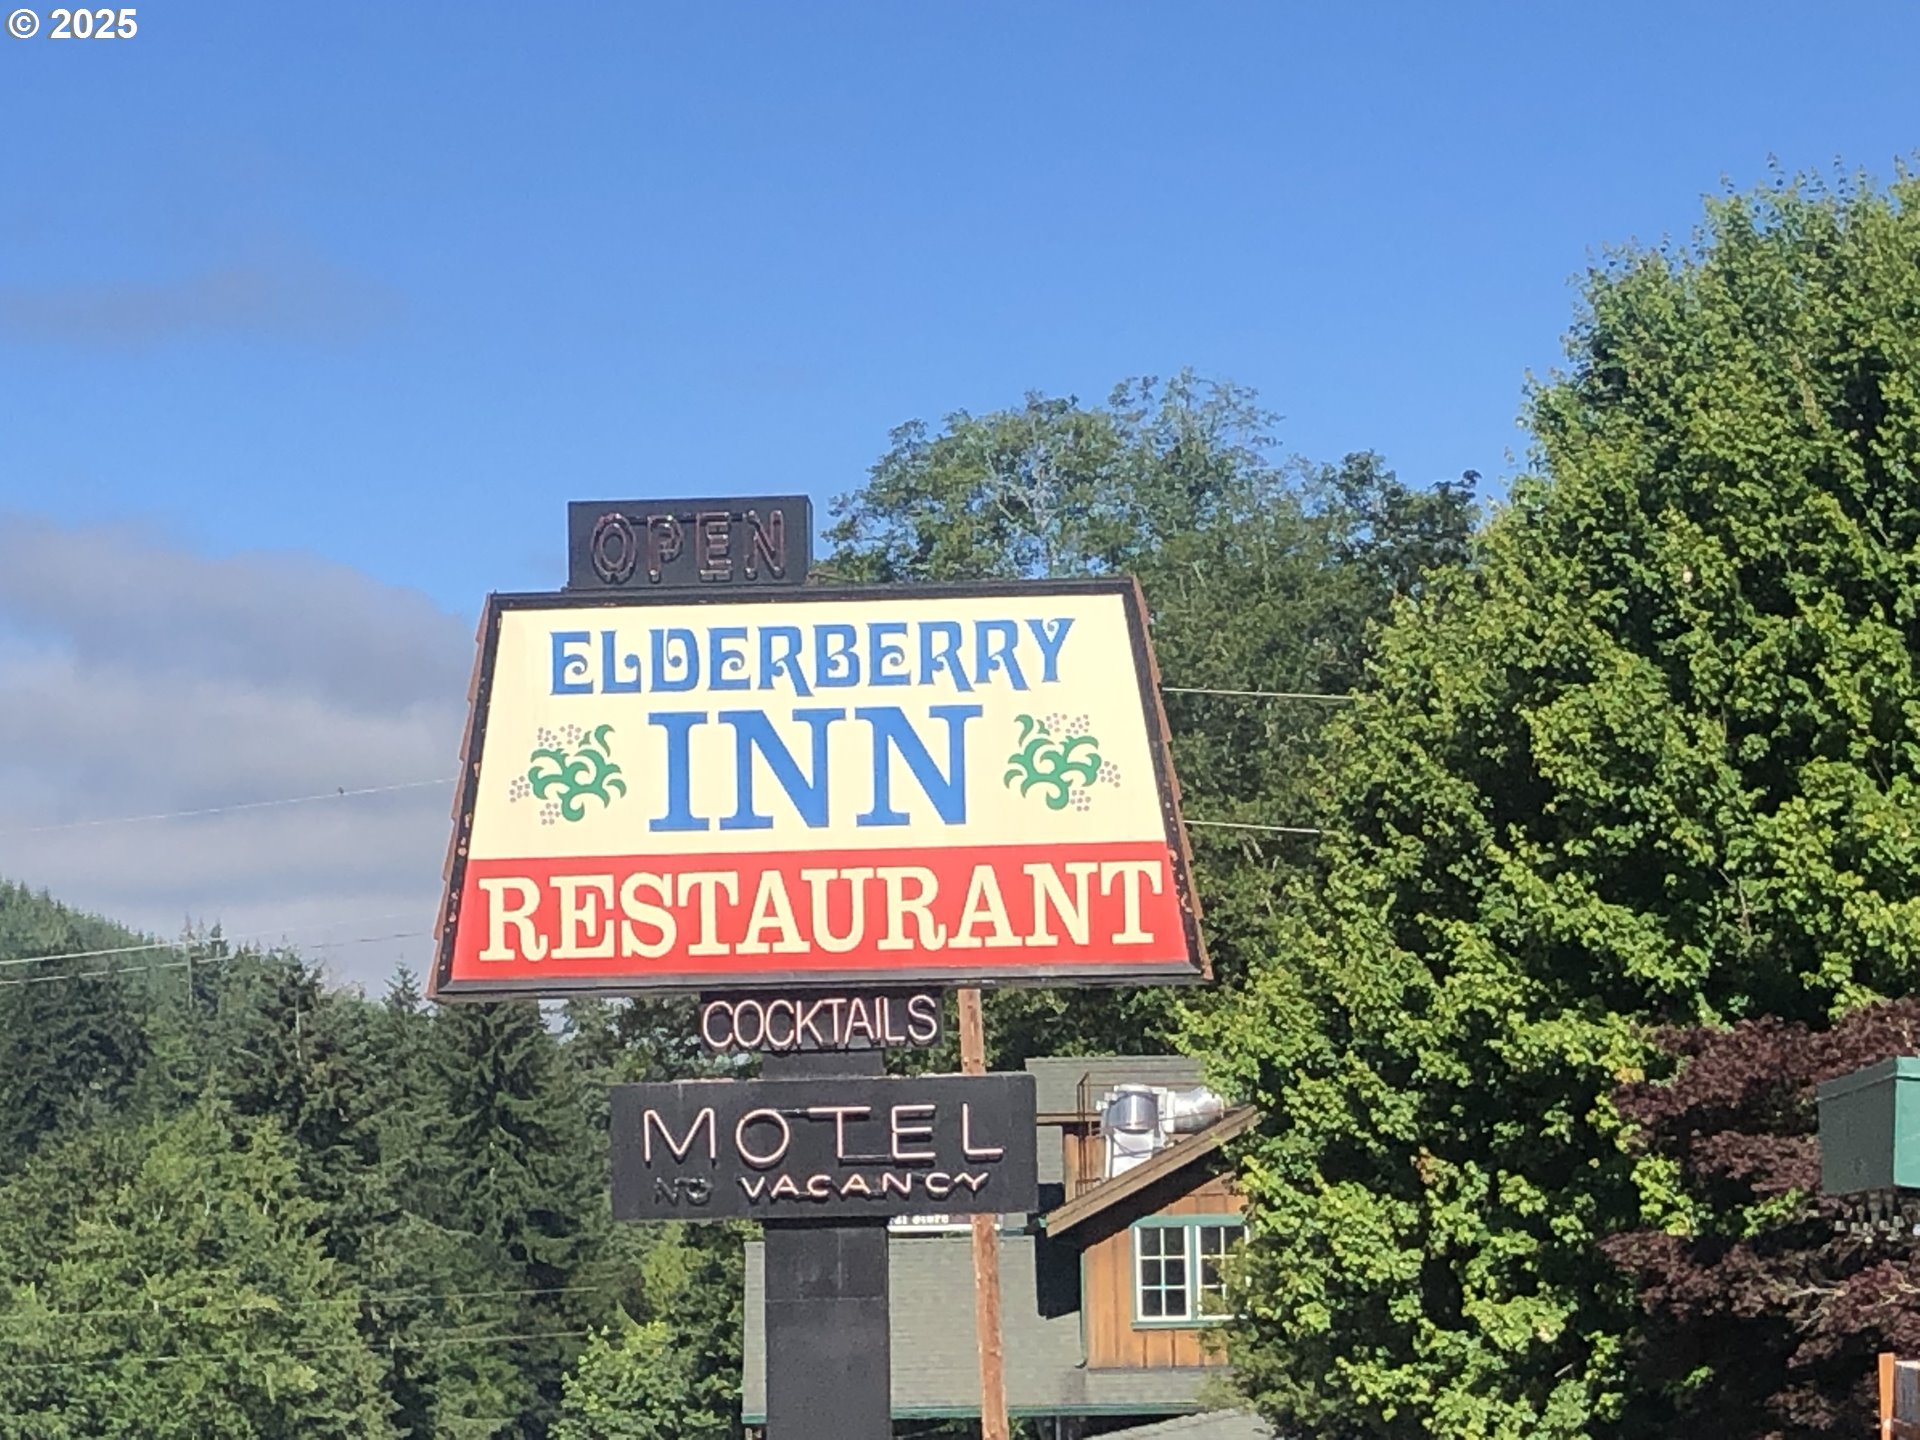 © 2025
OPEN
ELDERBERRY
INN
RESTAURANT
COCKTAILS
MOTEL
NO VACANCY